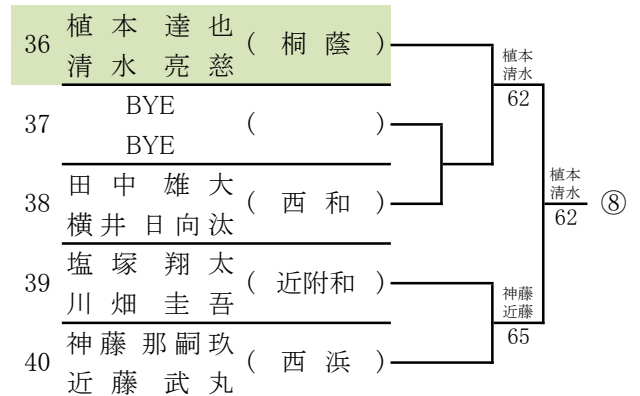 36 植本 達也 ( 桐蔭 )
清水 亮慈
37 BYE ( )
BYE
38 田中 雄大 ( 西和 )
横井 日向汰
39 塩塚 翔太 ( 近附和 )
川畑 圭吾
40 神藤 那嗣玖 ( 西浜 )
近藤 武丸
植本
清水
62
神藤
近藤
65
植本
清水
62
⑧